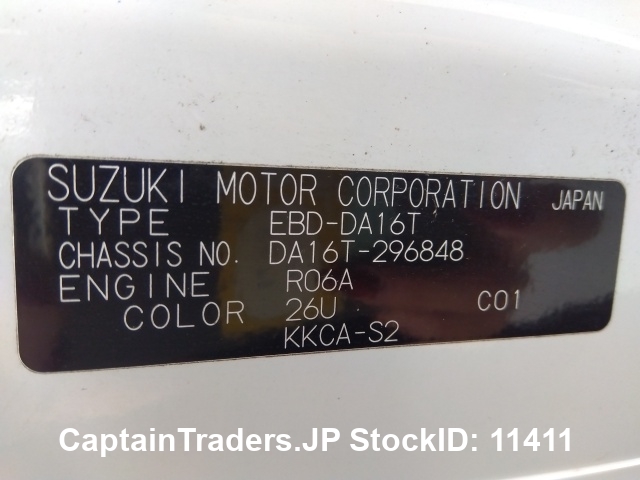 SUZUKI MOTOR CORPORATION JAPAN
TYPE EBD-DA16T
CHASSIS NO. DA16T-296848
ENGINE R06A
COLOR 26U C01
KKCA-S2
CaptainTraders.JP StockID: 11411